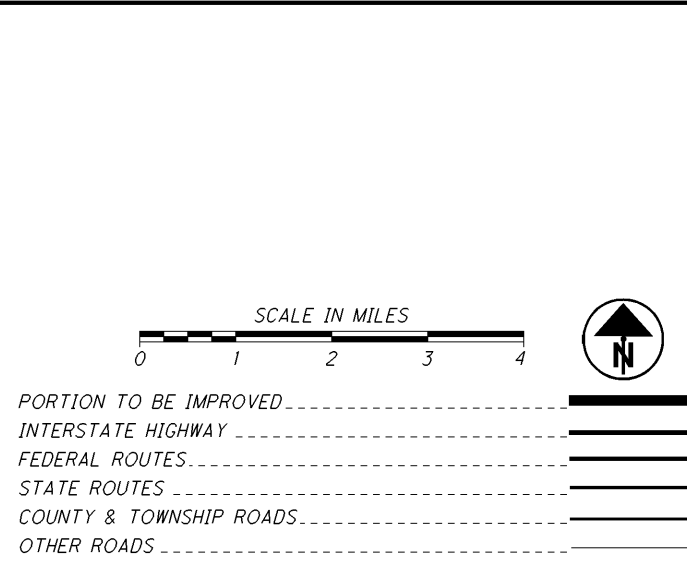 SCALE IN MILES
0 1 2 3 4
N
PORTION TO BE IMPROVED
INTERSTATE HIGHWAY
FEDERAL ROUTES
STATE ROUTES
COUNTY & TOWNSHIP ROADS
OTHER ROADS